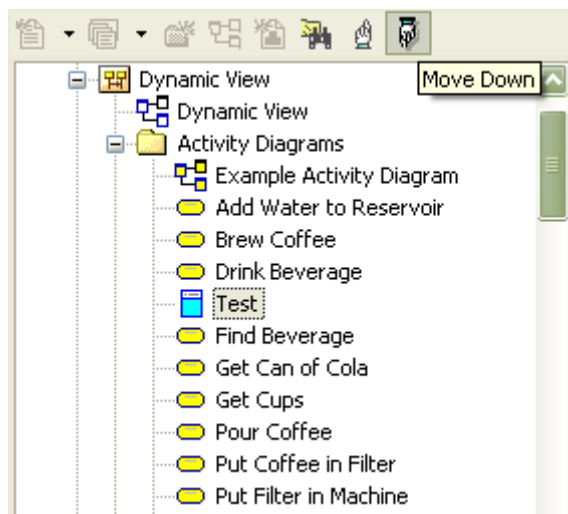 Move Down
Dynamic View
Dynamic View
Activity Diagrams
Example Activity Diagram
Add Water to Reservoir
Brew Coffee
Drink Beverage
Test
Find Beverage
Get Can of Cola
Get Cups
Pour Coffee
Put Coffee in Filter
Put Filter in Machine